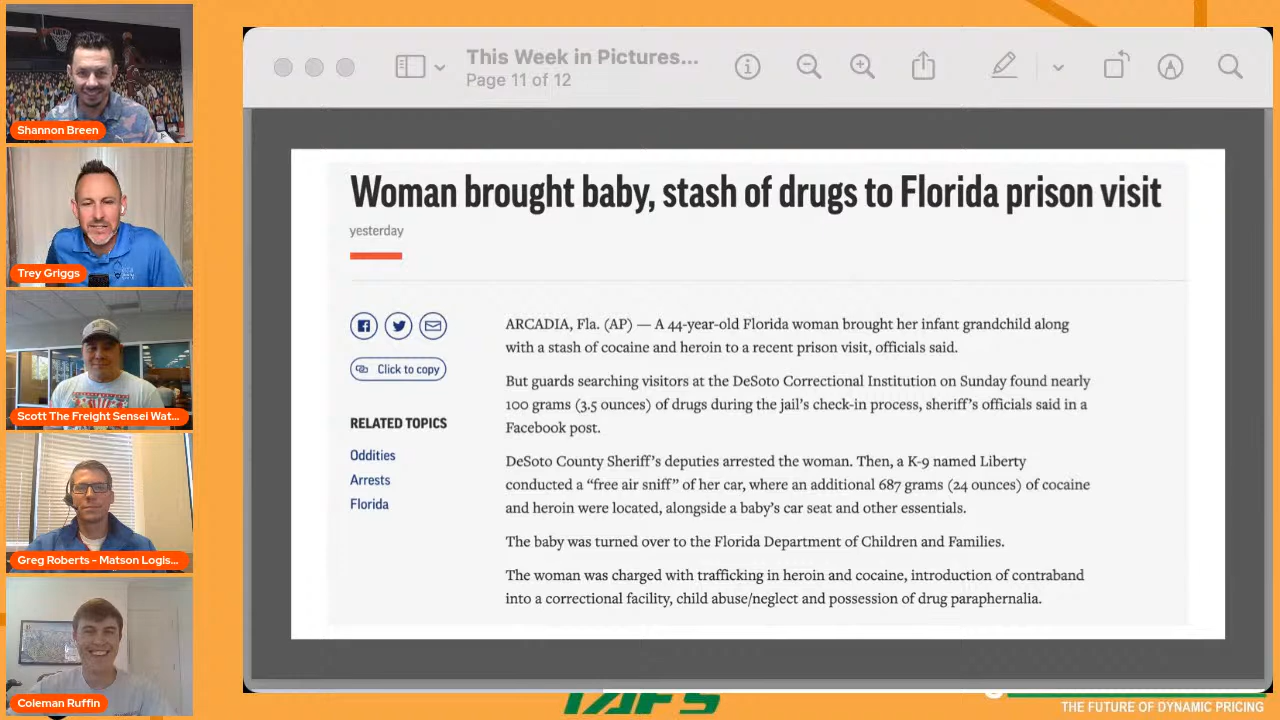 Shannon Breen
Trey Griggs
Scott The Freight Sensei Wat...
Greg Roberts - Matson Logis...
Coleman Ruffin
This Week in Pictures...
Page 11 of 12
Woman brought baby, stash of drugs to Florida prison visit
yesterday
Click to copy
RELATED TOPICS
Oddities
Arrests
Florida
ARCADIA, Fla. (AP) — A 44-year-old Florida woman brought her infant grandchild along
with a stash of cocaine and heroin to a recent prison visit, officials said.
But guards searching visitors at the DeSoto Correctional Institution on Sunday found nearly
100 grams (3.5 ounces) of drugs during the jail's check-in process, sheriff's officials said in a
Facebook post.
DeSoto County Sheriff's deputies arrested the woman. Then, a K-9 named Liberty
conducted a “free air sniff” of her car, where an additional 687 grams (24 ounces) of cocaine
and heroin were located, alongside a baby's car seat and other essentials.
The baby was turned over to the Florida Department of Children and Families.
The woman was charged with trafficking in heroin and cocaine, introduction of contraband
into a correctional facility, child abuse/neglect and possession of drug paraphernalia.
TAFS
THE FUTURE OF DYNAMIC PRICING